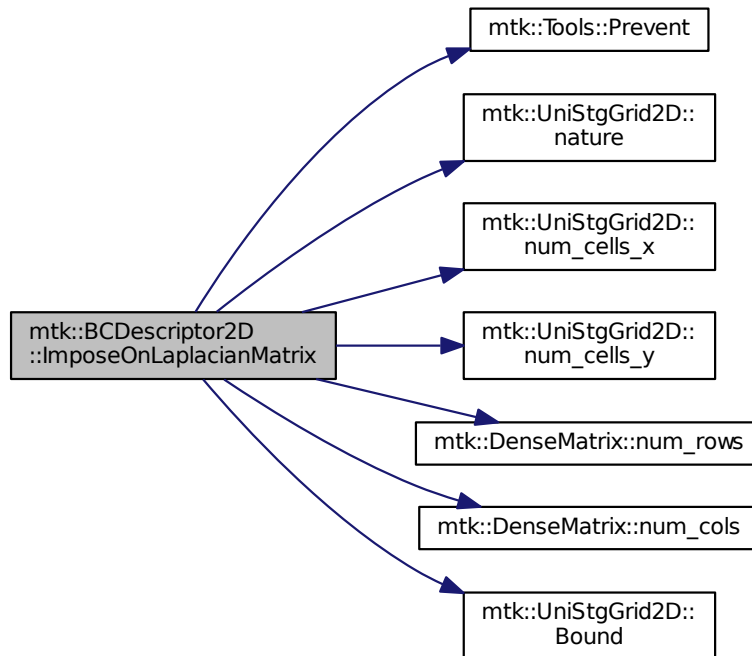 mtk::Tools::Prevent
mtk::UniStgGrid2D::
nature
mtk::UniStgGrid2D::
num_cells_x
mtk::BCDescriptor2D
::ImposeOnLaplacianMatrix
mtk::UniStgGrid2D::
num_cells_y
mtk::DenseMatrix::num_rows
mtk::DenseMatrix::num_cols
mtk::UniStgGrid2D::
Bound